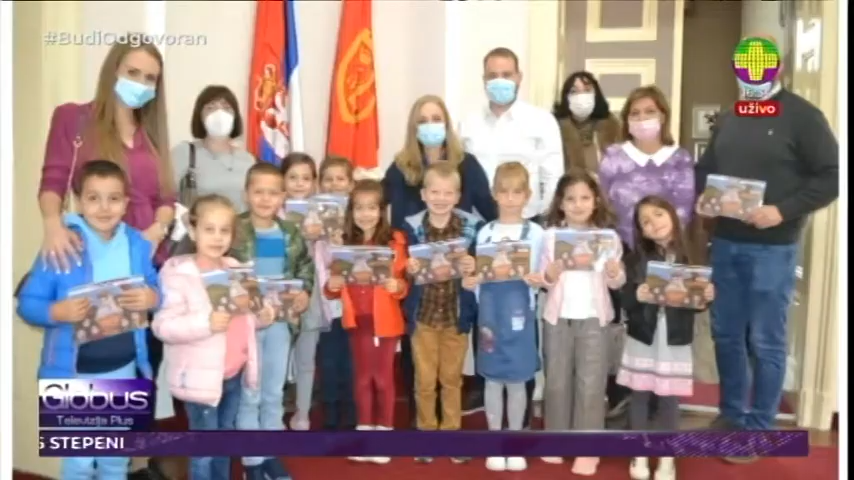 #BudiOdgovoran
uživo
Globus
Televizija Plus
5 STEPENI